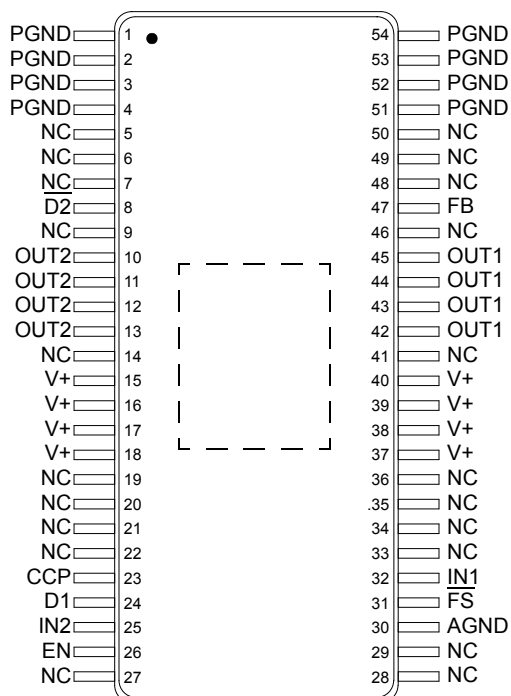 PGND 1 54 PGND
PGND 2 53 PGND
PGND 3 52 PGND
PGND 4 51 PGND
NC 5 50 NC
NC 6 49 NC
NC 7 48 NC
D2 8 47 FB
NC 9 46 NC
OUT2 10 45 OUT1
OUT2 11 44 OUT1
OUT2 12 43 OUT1
OUT2 13 42 OUT1
NC 14 41 NC
V+ 15 40 V+
V+ 16 39 V+
V+ 17 38 V+
V+ 18 37 V+
NC 19 36 NC
NC 20 .35 NC
NC 21 34 NC
NC 22 33 NC
CCP 23 32 IN1
D1 24 31 FS
IN2 25 30 AGND
EN 26 29 NC
NC 27 28 NC